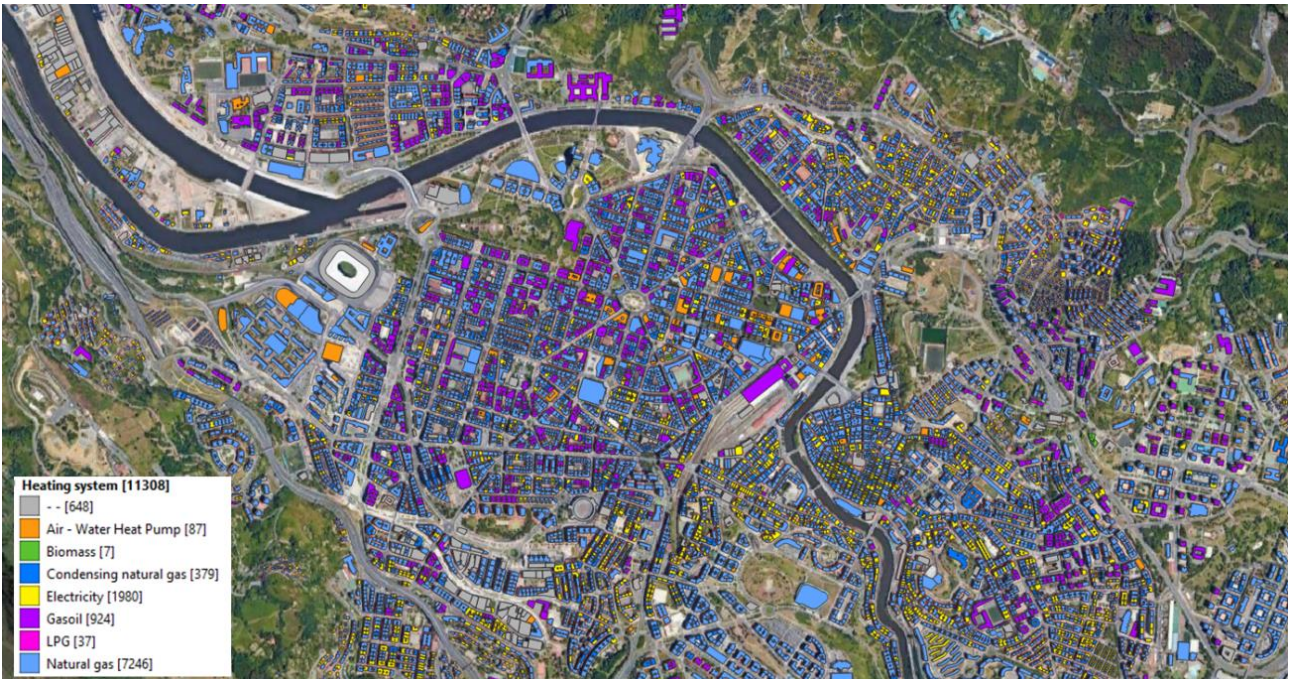 Heating system [11308]
- - [648]
Air - Water Heat Pump [87]
Biomass [7]
Condensing natural gas [379]
Electricity [1980]
Gasoil [924]
LPG [37]
Natural gas [7246]